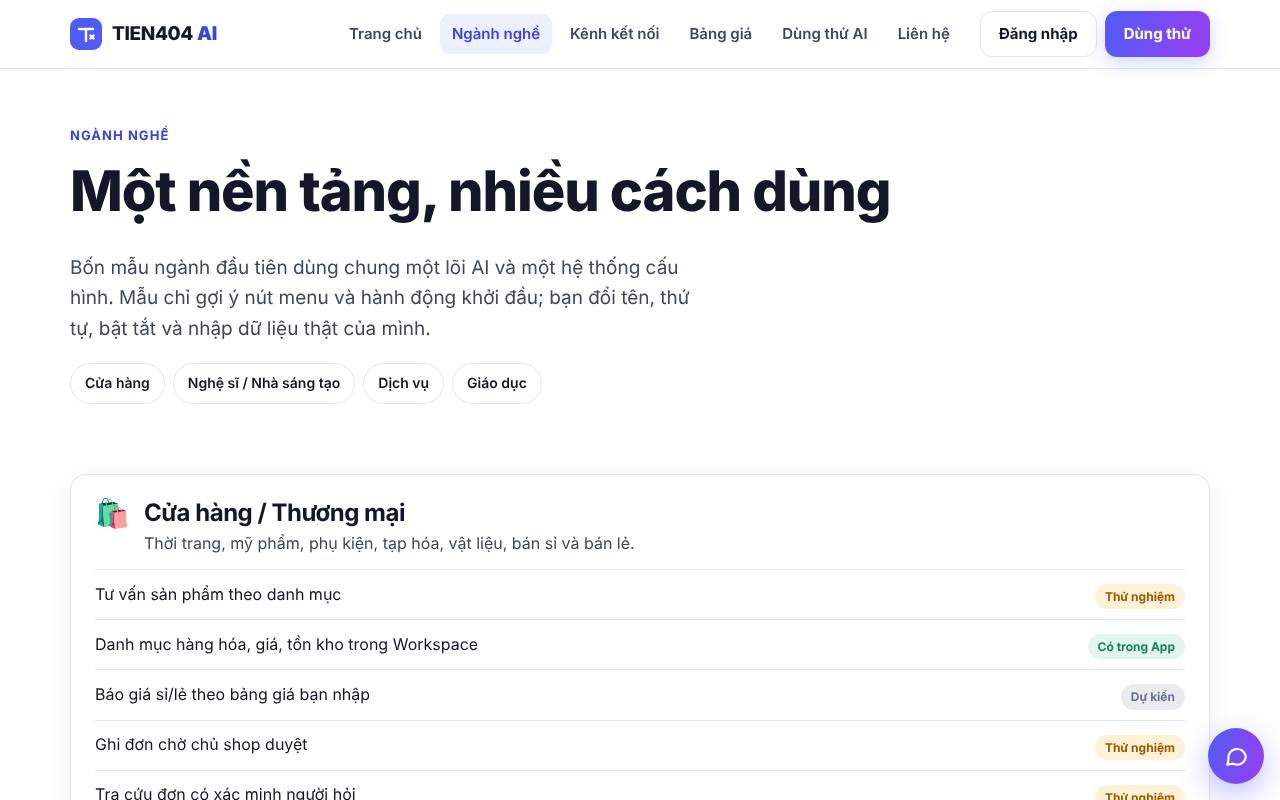 TIEN404 AI
Trang chủ
Ngành nghề
Kênh kết nối
Bảng giá
Dùng thử AI
Liên hệ
Đăng nhập
Dùng thử
NGÀNH NGHỀ
Một nền tảng, nhiều cách dùng
Bốn mẫu ngành đầu tiên dùng chung một lõi AI và một hệ thống cấu
hình. Mẫu chỉ gợi ý nút menu và hành động khởi đầu; bạn đổi tên, thứ
tự, bật tắt và nhập dữ liệu thật của mình.
Cửa hàng
Nghệ sĩ / Nhà sáng tạo
Dịch vụ
Giáo dục
Cửa hàng / Thương mại
Thời trang, mỹ phẩm, phụ kiện, tạp hóa, vật liệu, bán sỉ và bán lẻ.
Tư vấn sản phẩm theo danh mục
Thử nghiệm
Danh mục hàng hóa, giá, tồn kho trong Workspace
Có trong App
Báo giá sỉ/lẻ theo bảng giá bạn nhập
Dự kiến
Ghi đơn chờ chủ shop duyệt
Thử nghiệm
Tra cứu đơn có xác minh người hỏi
Thử nghiệm